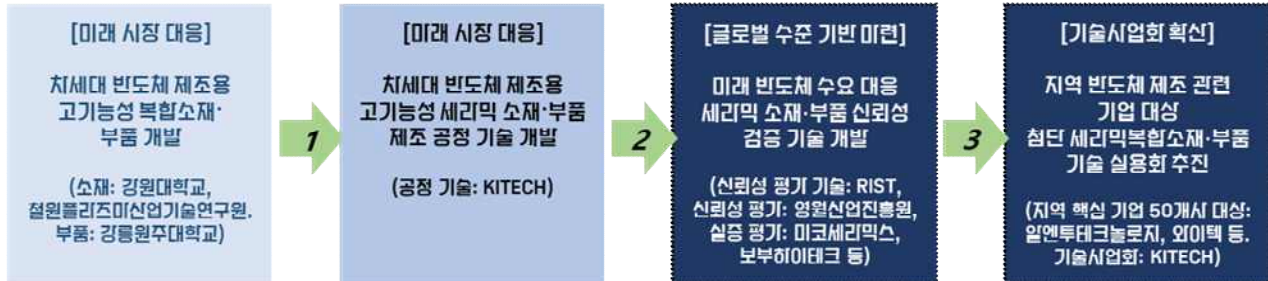 [미래 시장 대응]
차세대 반도체 제조용
고기능성 복합소재·
부품 개발
(소재: 강원대학교,
철원플라즈마산업기술연구원.
부품: 강릉원주대학교)
1
[미래 시장 대응]
차세대 반도체 제조용
고기능성 세라믹 소재·부품
제조 공정 기술 개발
(공정 기술: KITECH)
2
[글로벌 수준 기반 마련]
미래 반도체 수요 대응
세라믹 소재·부품 신뢰성
검증 기술 개발
(신뢰성 평가 기술: RIST,
신뢰성 평가: 영월산업진흥원,
실증 평가: 미코세라믹스,
보부하이테크 등)
3
[기술사업화 확산]
지역 반도체 제조 관련
기업 대상
첨단 세라믹복합소재·부품
기술 실용화 추진
(지역 핵심 기업 50개사 대상:
알엔투테크놀로지, 와이텍 등.
기술사업화: KITECH)